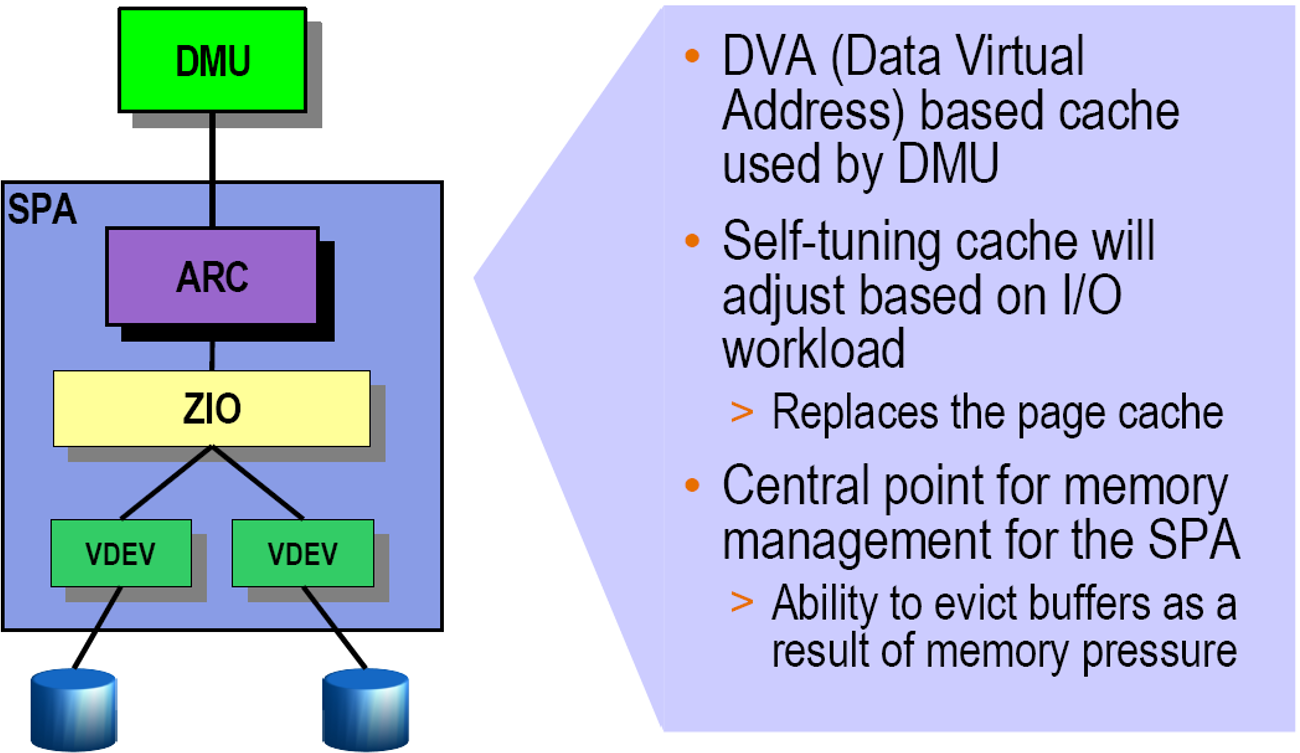 DMU
SPA
ARC
ZIO
VDEV
VDEV
• DVA (Data Virtual
Address) based cache
used by DMU
• Self-tuning cache will
adjust based on I/O
workload
> Replaces the page cache
• Central point for memory
management for the SPA
> Ability to evict buffers as a
result of memory pressure